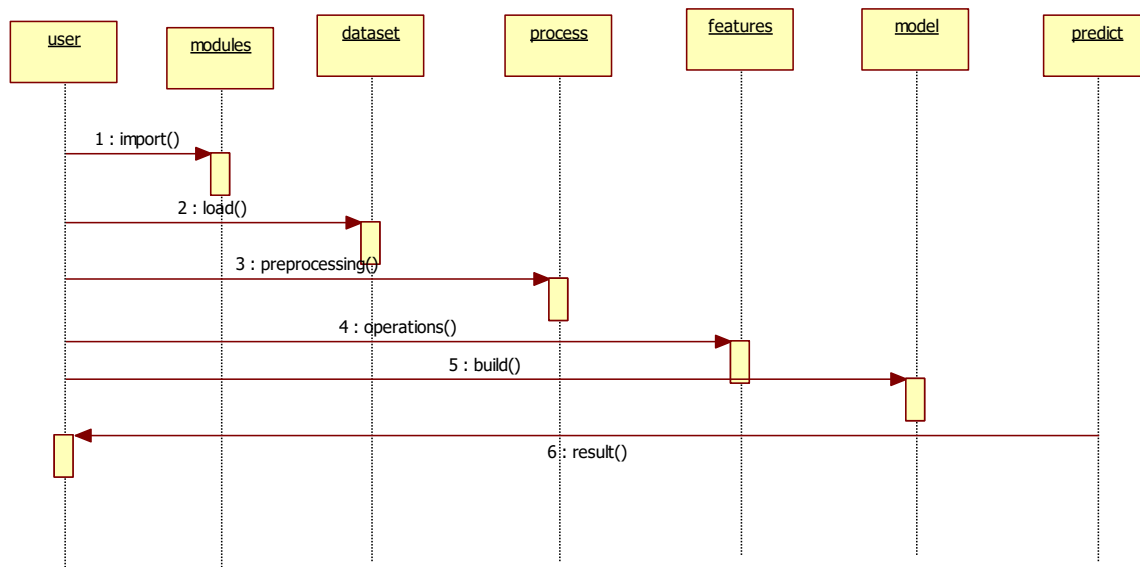 user
modules
dataset
process
features
model
predict
1 : import()
2 : load()
3 : preprocessing()
4 : operations()
5 : build()
6 : result()